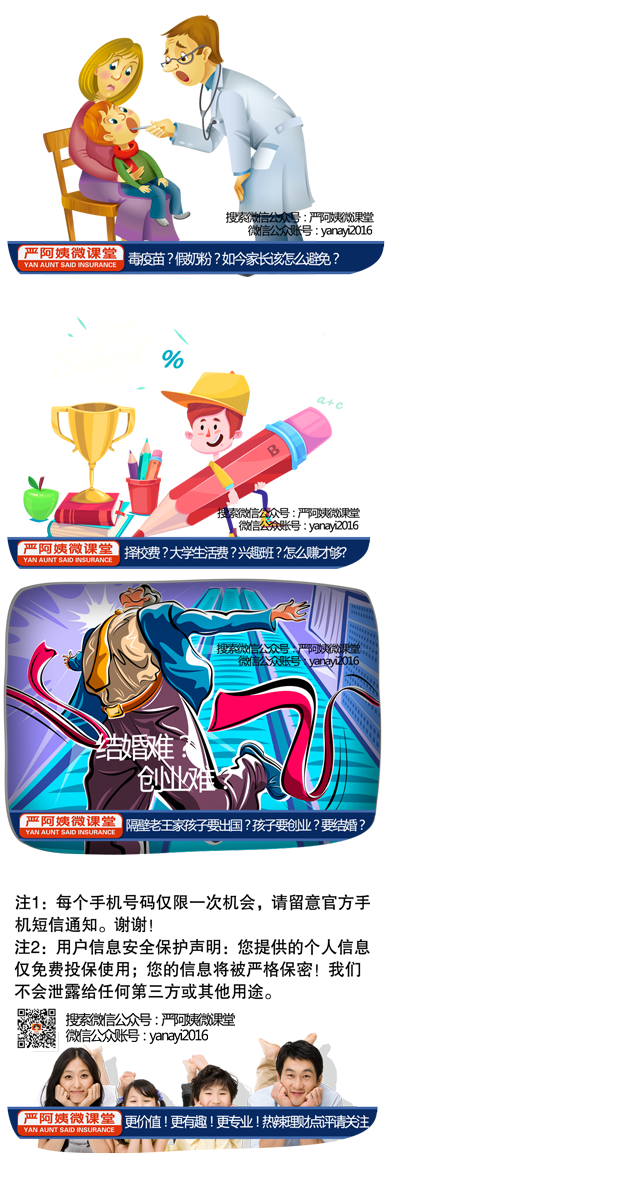 搜索微信公众号：严阿姨微课堂
微信公众账号：yanayi2016
严阿姨微课堂
YAN AUNT SAID INSURANCE
毒疫苗？假奶粉？如今家长该怎么避免？
%
a+c
B
搜索微信公众号：严阿姨微课堂
微信公众账号：yanayi2016
严阿姨微课堂
YAN AUNT SAID INSURANCE
择校费？大学生活费？兴趣班？怎么赚才够？
搜索微信公众号：严阿姨微课堂
微信公众账号：yanayi2016
结婚难？
创业难？
严阿姨微课堂
YAN AUNT SAID INSURANCE
隔壁老王家孩子要出国？孩子要创业？要结婚？
注1：每个手机号码仅限一次机会，请留意官方手
机短信通知。谢谢！
注2：用户信息安全保护声明：您提供的个人信息
仅免费投保使用；您的信息将被严格保密！我们
不会泄露给任何第三方或其他用途。
搜索微信公众号：严阿姨微课堂
微信公众账号：yanayi2016
严阿姨微课堂
YAN AUNT SAID INSURANCE
更价值！更有趣！更专业！热辣理财点评请关注